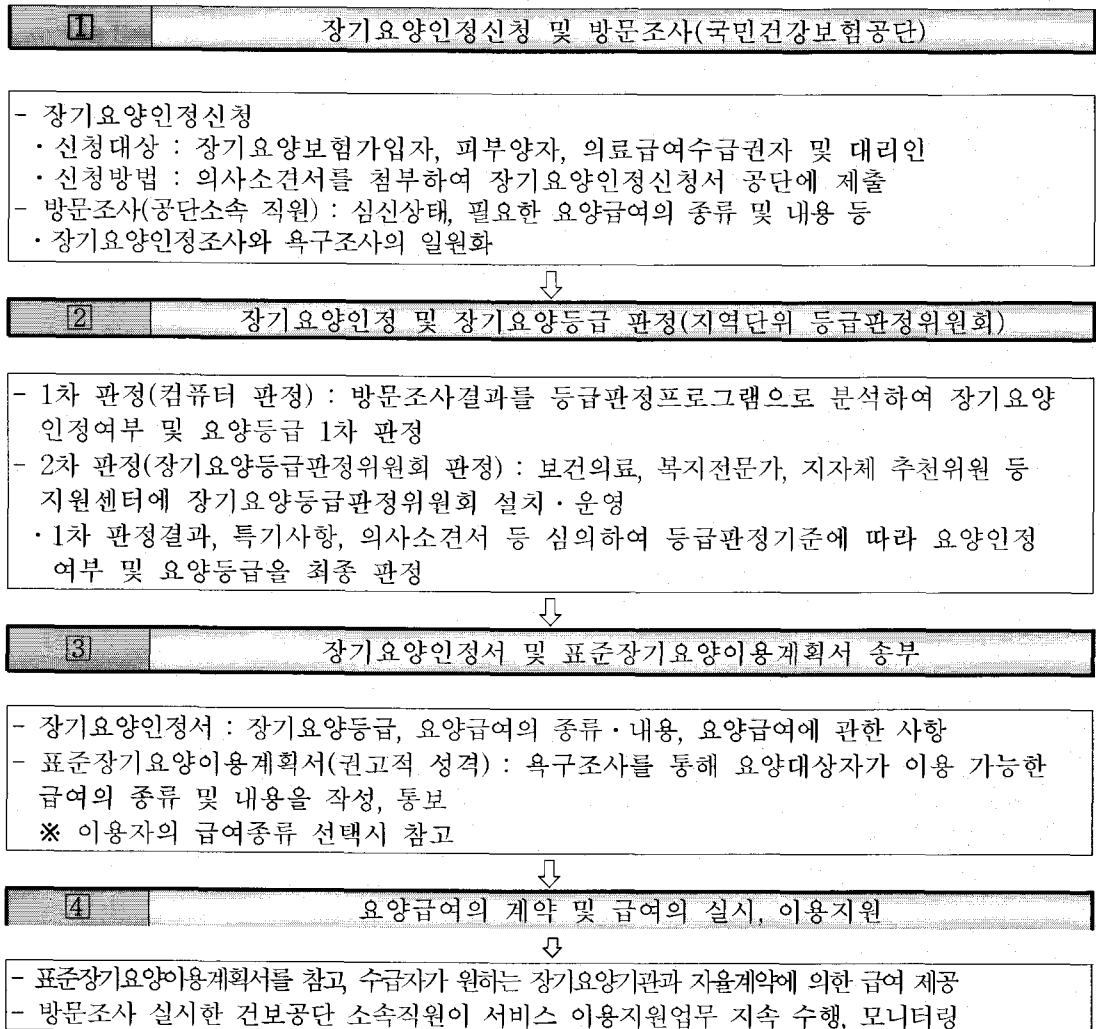 1 장기요양인정신청 및 방문조사(국민건강보험공단)
- 장기요양인정신청
· 신청대상 : 장기요양보험가입자, 피부양자, 의료급여수급권자 및 대리인
· 신청방법 : 의사소견서를 첨부하여 장기요양인정신청서 공단에 제출
- 방문조사(공단소속 직원) : 심신상태, 필요한 요양급여의 종류 및 내용 등
· 장기요양인정조사와 욕구조사의 일원화
⇩
2 장기요양인정 및 장기요양등급 판정(지역단위 등급판정위원회)
- 1차 판정(컴퓨터 판정) : 방문조사결과를 등급판정프로그램으로 분석하여 장기요양
인정여부 및 요양등급 1차 판정
- 2차 판정(장기요양등급판정위원회 판정) : 보건의료, 복지전문가, 지자체 추천위원 등
지원센터에 장기요양등급판정위원회 설치·운영
· 1차 판정결과, 특기사항, 의사소견서 등 심의하여 등급판정기준에 따라 요양인정
여부 및 요양등급을 최종 판정
⇩
3 장기요양인정서 및 표준장기요양이용계획서 송부
- 장기요양인정서 : 장기요양등급, 요양급여의 종류·내용, 요양급여에 관한 사항
- 표준장기요양이용계획서(권고적 성격) : 욕구조사를 통해 요양대상자가 이용 가능한
급여의 종류 및 내용을 작성, 통보
※ 이용자의 급여종류 선택시 참고
⇩
4 요양급여의 계약 및 급여의 실시, 이용지원
⇩
- 표준장기요양이용계획서를 참고, 수급자가 원하는 장기요양기관과 자율계약에 의한 급여 제공
- 방문조사 실시한 건보공단 소속직원이 서비스 이용지원업무 지속 수행, 모니터링